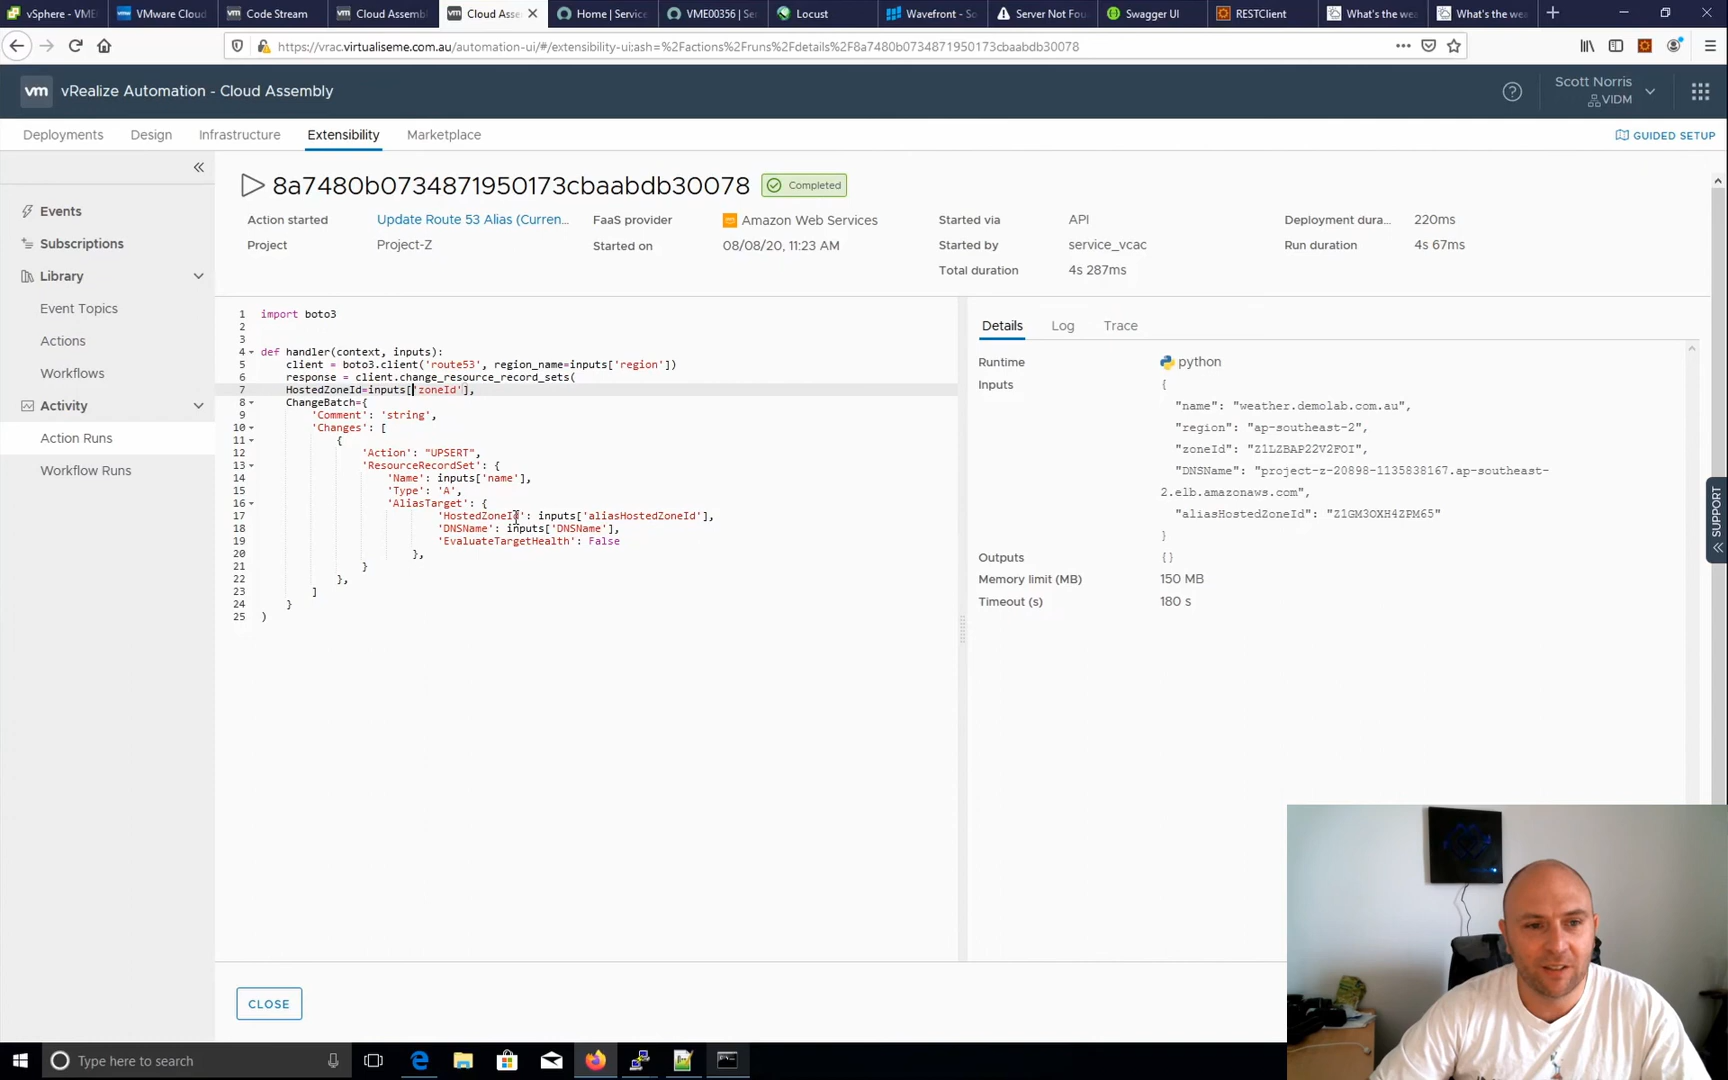 vSphere - VME
VMware Cloud
Code Stream
Cloud Assemb
Cloud Asse
Home | Servic
VME00356 | Se
Locust
Wavefront - So
Server Not Fou
Swagger UI
RESTClient
What's the wea
What's the wea
https://vrac.virtualiseme.com.au/automation-ui/#/extensibility-ui;ash=%2Factions%2Fruns%2Fdetails%2F8a7480b0734871950173cbaabdb30078
vm vRealize Automation - Cloud Assembly
Scott Norris
VIDM
Deployments
Design
Infrastructure
Extensibility
Marketplace
GUIDED SETUP
Events
Subscriptions
Library
Event Topics
Actions
Workflows
Activity
Action Runs
Workflow Runs
8a7480b0734871950173cbaabdb30078 Completed
Action started Update Route 53 Alias (Curren...
Project Project-Z
FaaS provider Amazon Web Services
Started on 08/08/20, 11:23 AM
Started via API
Started by service_vcac
Total duration 4s 287ms
Deployment dura... 220ms
Run duration 4s 67ms
1 import boto3
2
3
4 def handler(context, inputs):
5 client = boto3.client('route53', region_name=inputs['region'])
6 response = client.change_resource_record_sets(
7 HostedZoneId=inputs['zoneId'],
8 ChangeBatch={
9 'Comment': 'string',
10 'Changes': [
11 {
12 'Action': "UPSERT",
13 'ResourceRecordSet': {
14 'Name': inputs['name'],
15 'Type': 'A',
16 'AliasTarget': {
17 'HostedZoneId': inputs['aliasHostedZoneId'],
18 'DNSName': inputs['DNSName'],
19 'EvaluateTargetHealth': False
20 },
21 }
22 },
23 ]
24 }
25 )
Details
Log
Trace
Runtime python
Inputs {
"name": "weather.demolab.com.au",
"region": "ap-southeast-2",
"zoneId": "Z1LZBAP22V2FOI",
"DNSName": "project-z-20898-1135838167.ap-southeast-
2.elb.amazonaws.com",
"aliasHostedZoneId": "Z1GM3OXH4ZPM65"
}
Outputs {}
Memory limit (MB) 150 MB
Timeout (s) 180 s
SUPPORT
CLOSE
Type here to search